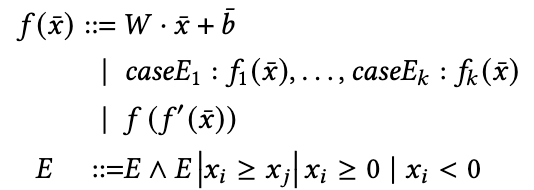 f(x̄) ::= W · x̄ + b̄
| caseE₁ : f₁(x̄), . . . , caseEₖ : fₖ(x̄)
| f (f′(x̄))
E ::=E ∧ E | xᵢ ≥ xⱼ | xᵢ ≥ 0 | xᵢ < 0